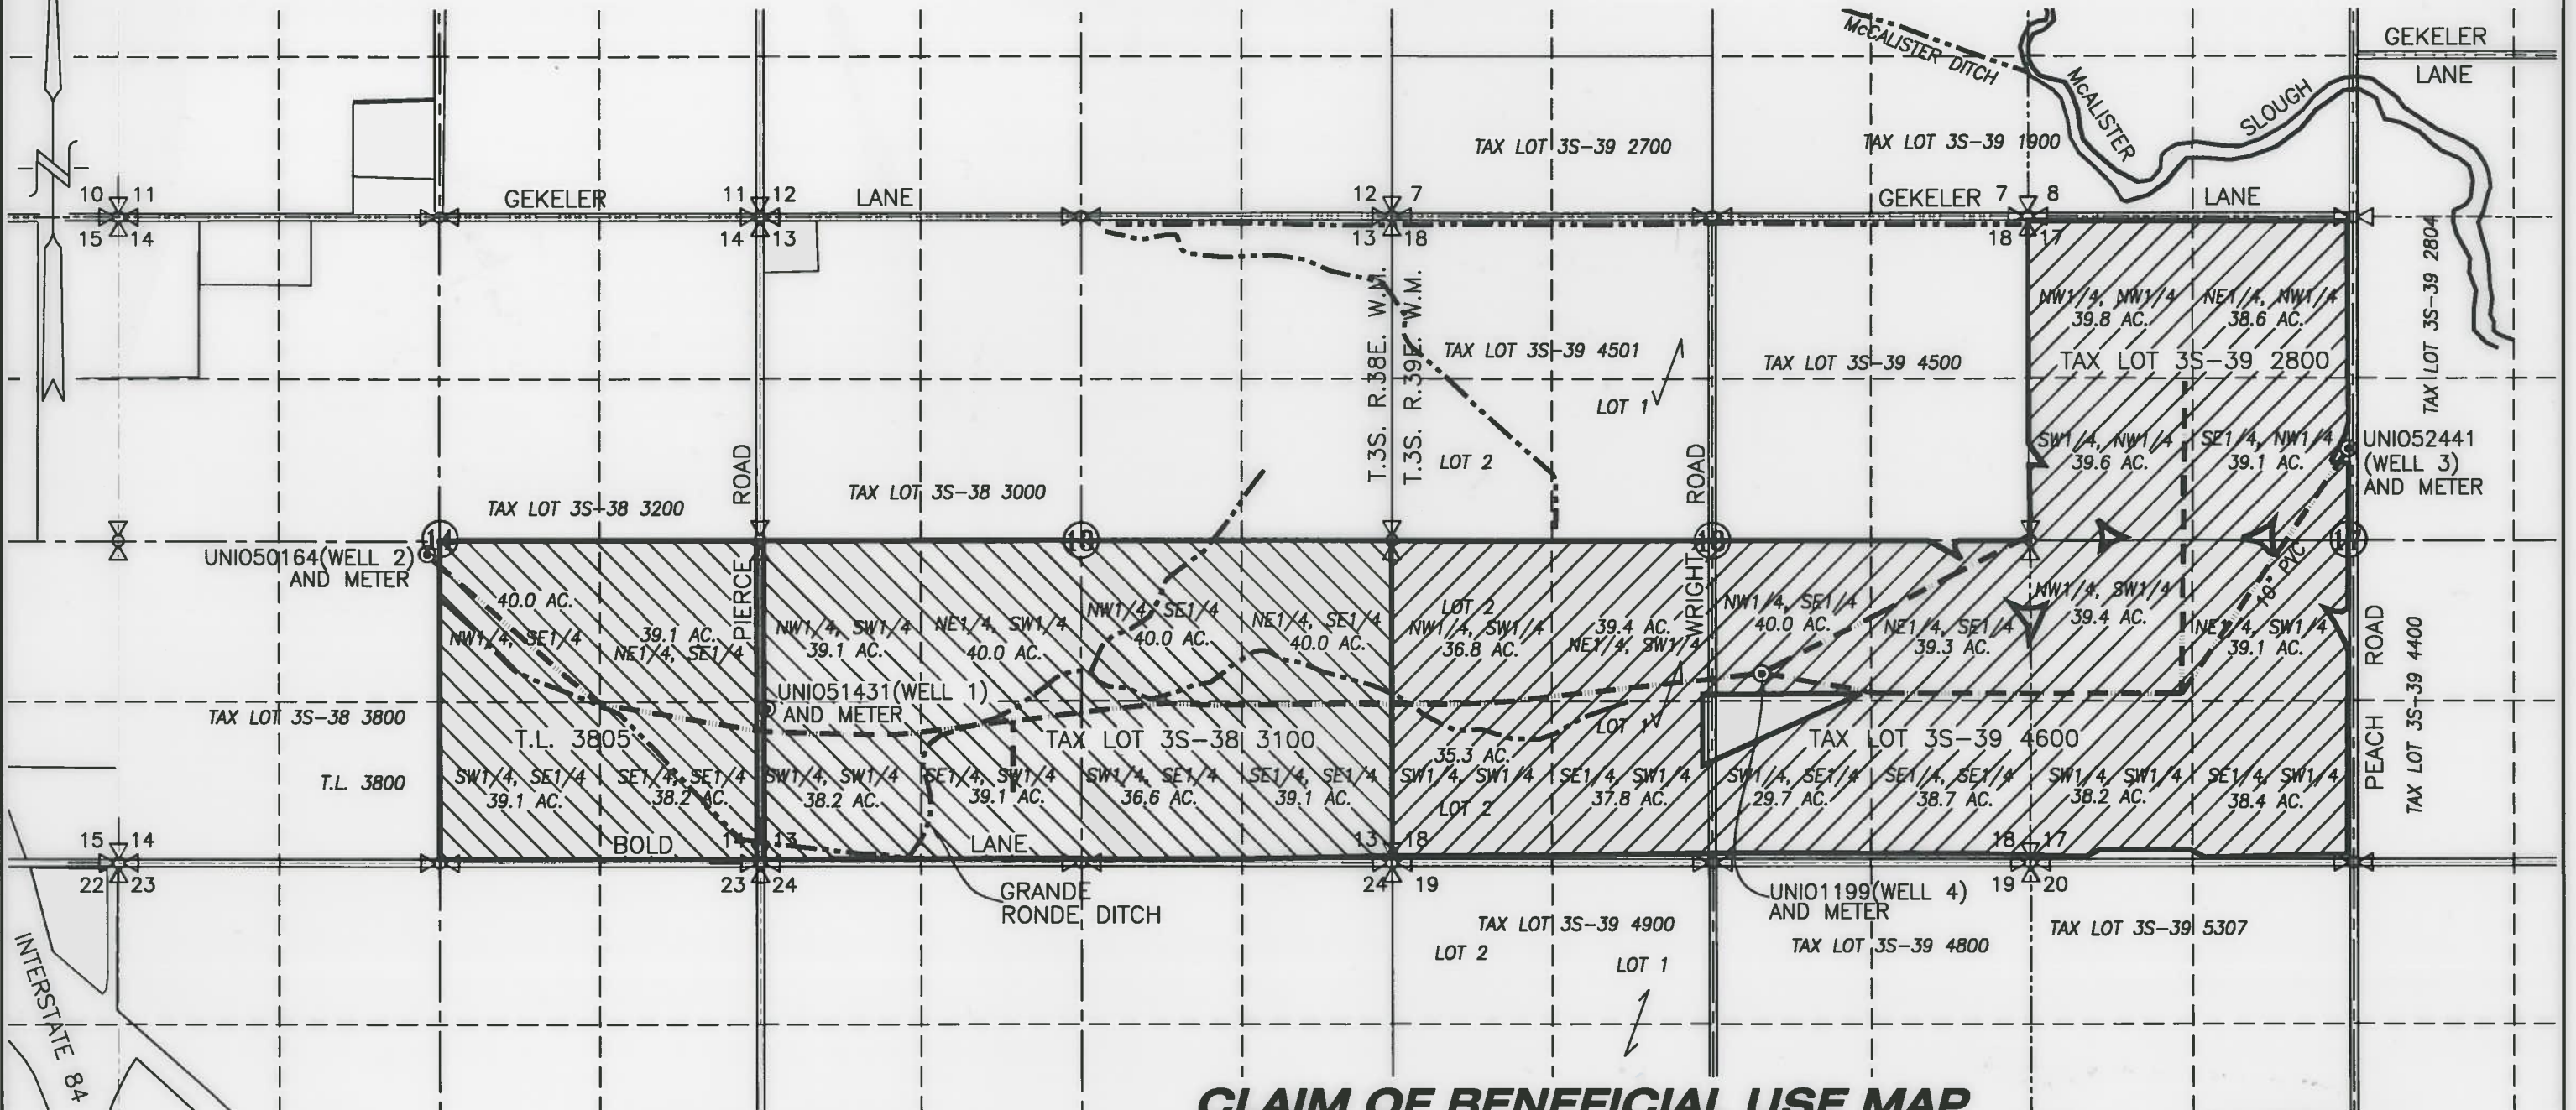 GEKELER
LANE
McCALISTER DITCH
McALISTER
SLOUGH
TAX LOT 3S-39 2700
TAX LOT 3S-39 1900
10 11
15 14
GEKELER
11 12
14 13
LANE
12 7
13 18
GEKELER
7 8
18 17
LANE
T.3S. R.38E. W.M.
T.3S. R.39E. W.M.
TAX LOT 3S-39 4501
LOT 1
LOT 2
TAX LOT 3S-39 4500
ROAD
NW1/4, NW1/4
39.8 AC.
NE1/4, NW1/4
38.6 AC.
TAX LOT 3S-39 2800
SW1/4, NW1/4
39.6 AC.
SE1/4, NW1/4
39.1 AC.
TAX LOT 3S-39 2804
UNIO52441
(WELL 3)
AND METER
TAX LOT 3S-38 3200
ROAD
TAX LOT 3S-38 3000
14
13
18
17
UNIO50164(WELL 2)
AND METER
40.0 AC.
NW1/4, SE1/4
39.1 AC.
NE1/4, SE1/4
PIERCE
NW1/4, SW1/4
39.1 AC.
NE1/4, SW1/4
40.0 AC.
NW1/4, SE1/4
40.0 AC.
NE1/4, SE1/4
40.0 AC.
LOT 2
NW1/4, SW1/4
36.8 AC.
39.4 AC.
NE1/4, SW1/4
WRIGHT
NW1/4, SE1/4
40.0 AC.
NE1/4, SE1/4
39.3 AC.
NW1/4, SW1/4
39.4 AC.
10" PVC
NE1/4, SW1/4
39.1 AC.
ROAD
PEACH
TAX LOT 3S-39 4400
TAX LOT 3S-38 3800
T.L. 3800
T.L. 3805
UNIO51431(WELL 1)
AND METER
TAX LOT 3S-38 3100
LOT 1
TAX LOT 3S-39 4600
SW1/4, SE1/4
39.1 AC.
SE1/4, SE1/4
38.2 AC.
SW1/4, SW1/4
38.2 AC.
SE1/4, SW1/4
39.1 AC.
SW1/4, SE1/4
36.6 AC.
SE1/4, SE1/4
39.1 AC.
35.3 AC.
SW1/4, SW1/4
LOT 2
SE1/4, SW1/4
37.8 AC.
SW1/4, SE1/4
29.7 AC.
SE1/4, SE1/4
38.7 AC.
SW1/4, SW1/4
38.2 AC.
SE1/4, SW1/4
38.4 AC.
15 14
22 23
BOLD
14 13
23 24
LANE
13 18
24 19
18 17
19 20
GRANDE
RONDE DITCH
UNIO1199(WELL 4)
AND METER
TAX LOT 3S-39 4900
LOT 2
LOT 1
TAX LOT 3S-39 4800
TAX LOT 3S-39 5307
INTERSTATE 84
CLAIM OF BENEFICIAL USE MAP